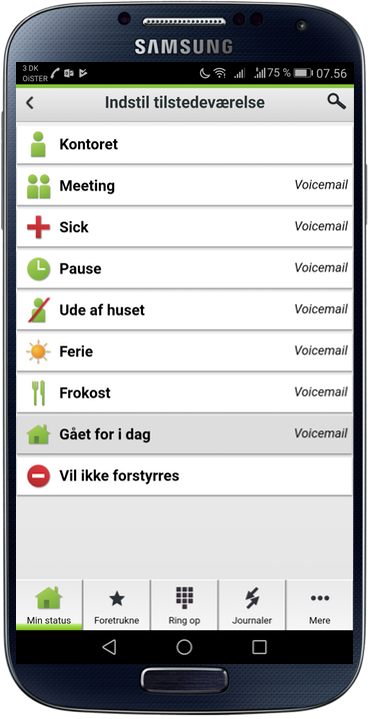 SAMSUNG
3 DK
OiSTER
75 %
07.56
Indstil tilstedeværelse
Kontoret
Meeting Voicemail
Sick Voicemail
Pause Voicemail
Ude af huset Voicemail
Ferie Voicemail
Frokost Voicemail
Gået for i dag Voicemail
Vil ikke forstyrres
Min status Foretrukne Ring op Journaler Mere